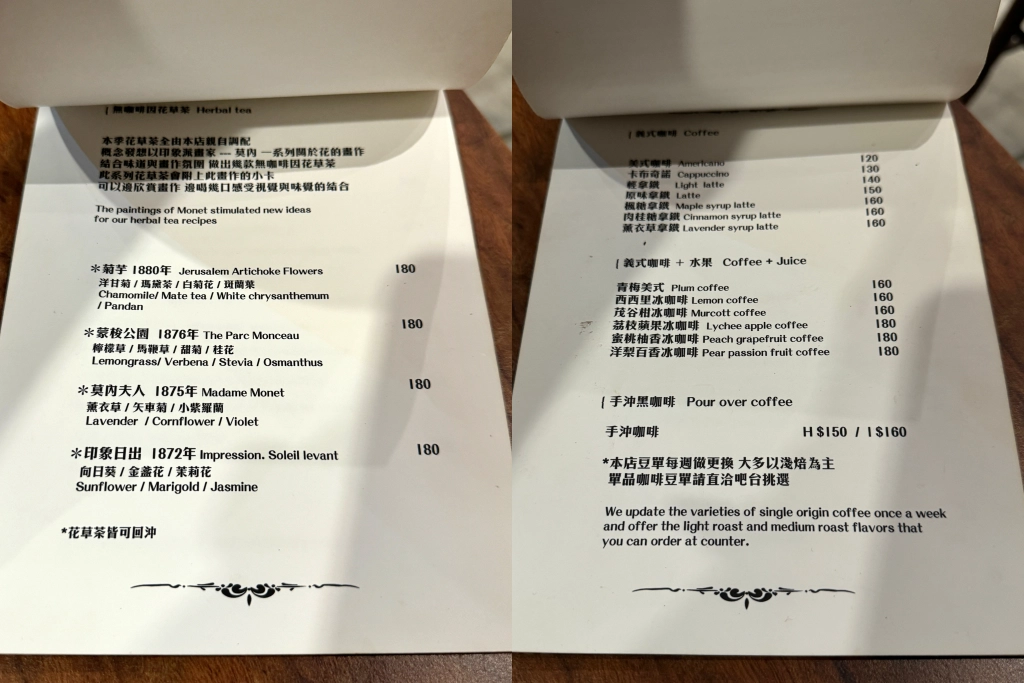 { 無咖啡因花草茶 Herbal tea
本季花草茶全由本店親自調配
概念發想以印象派畫家 — 莫內 一系列關於花的畫作
結合味道與畫作氛圍 做出幾款無咖啡因花草茶
此系列花草茶會附上此畫作的小卡
可以邊欣賞畫作 邊喝幾口感受視覺與味覺的結合
The paintings of Monet stimulated new ideas
for our herbal tea recipes
＊菊芋 1880年 Jerusalem Artichoke Flowers 180
洋甘菊 / 瑪黛茶 / 白菊花 / 斑蘭葉
Chamomile/ Mate tea / White chrysanthemum
/ Pandan
＊蒙梭公園 1876年 The Parc Monceau 180
檸檬草 / 馬鞭草 / 甜菊 / 桂花
Lemongrass/ Verbena / Stevia / Osmanthus
＊莫內夫人 1875年 Madame Monet 180
薰衣草 / 矢車菊 / 小紫羅蘭
Lavender / Cornflower / Violet
＊印象日出 1872年 Impression. Soleil levant 180
向日葵 / 金盞花 / 茉莉花
Sunflower / Marigold / Jasmine
*花草茶皆可回沖
{ 義式咖啡 Coffee
美式咖啡 Americano 120
卡布奇諾 Cappuccino 130
輕拿鐵 Light latte 140
原味拿鐵 Latte 150
楓糖拿鐵 Maple syrup latte 160
肉桂糖拿鐵 Cinnamon syrup latte 160
薰衣草拿鐵 Lavender syrup latte 160
{ 義式咖啡 + 水果 Coffee + Juice
青梅美式 Plum coffee 160
西西里冰咖啡 Lemon coffee 160
茂谷柑冰咖啡 Murcott coffee 160
荔枝蘋果冰咖啡 Lychee apple coffee 180
蜜桃柚香冰咖啡 Peach grapefruit coffee 180
洋梨百香冰咖啡 Pear passion fruit coffee 180
{ 手沖黑咖啡 Pour over coffee
手沖咖啡 H $150 / I $160
*本店豆單每週做更換 大多以淺焙為主
單品咖啡豆單請直洽吧台挑選
We update the varieties of single origin coffee once a week
and offer the light roast and medium roast flavors that
you can order at counter.